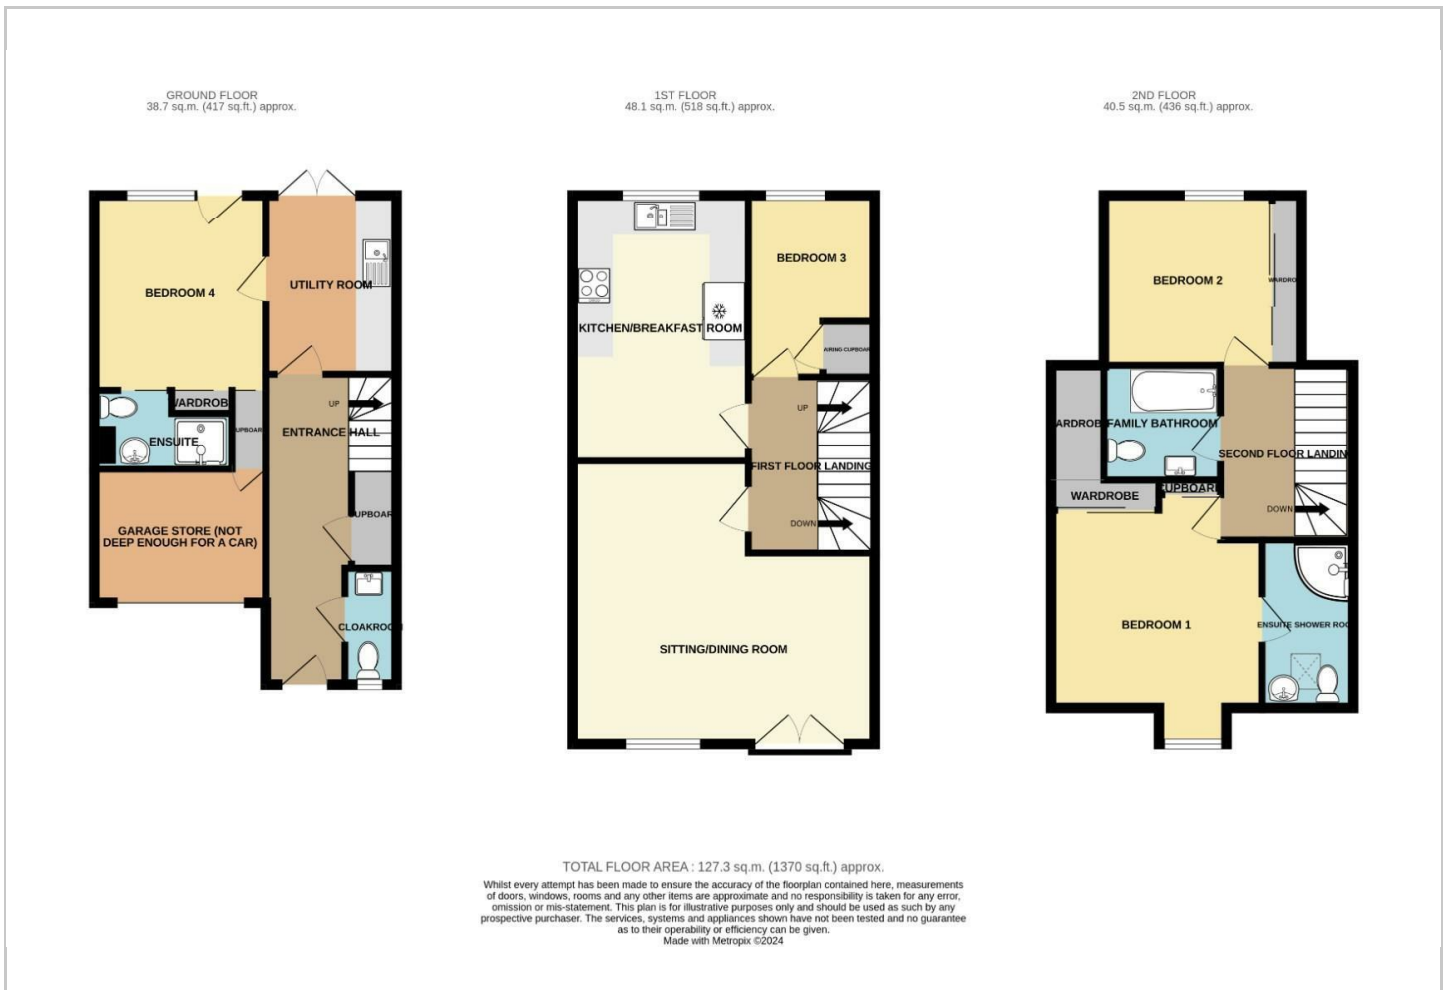 GROUND FLOOR
38.7 sq.m. (417 sq.ft.) approx.
BEDROOM 4
UTILITY ROOM
WARDROB
UP
ENTRANCE HALL
UPBOAR
ENSUITE
GARAGE STORE (NOT
DEEP ENOUGH FOR A CAR)
UPBOAR
CLOAKROOM
1ST FLOOR
48.1 sq.m. (518 sq.ft.) approx.
BEDROOM 3
KITCHEN/BREAKFAST ROOM
AIRING CUPBOAR
UP
FIRST FLOOR LANDING
DOWN
SITTING/DINING ROOM
2ND FLOOR
40.5 sq.m. (436 sq.ft.) approx.
BEDROOM 2
WARDRO
ARDROB
FAMILY BATHROOM
SECOND FLOOR LANDIN
WARDROBE
CUPBOARD
DOWN
BEDROOM 1
ENSUITE SHOWER ROO
TOTAL FLOOR AREA : 127.3 sq.m. (1370 sq.ft.) approx.
Whilst every attempt has been made to ensure the accuracy of the floorplan contained here, measurements
of doors, windows, rooms and any other items are approximate and no responsibility is taken for any error,
omission or mis-statement. This plan is for illustrative purposes only and should be used as such by any
prospective purchaser. The services, systems and appliances shown have not been tested and no guarantee
as to their operability or efficiency can be given.
Made with Metropix ©2024